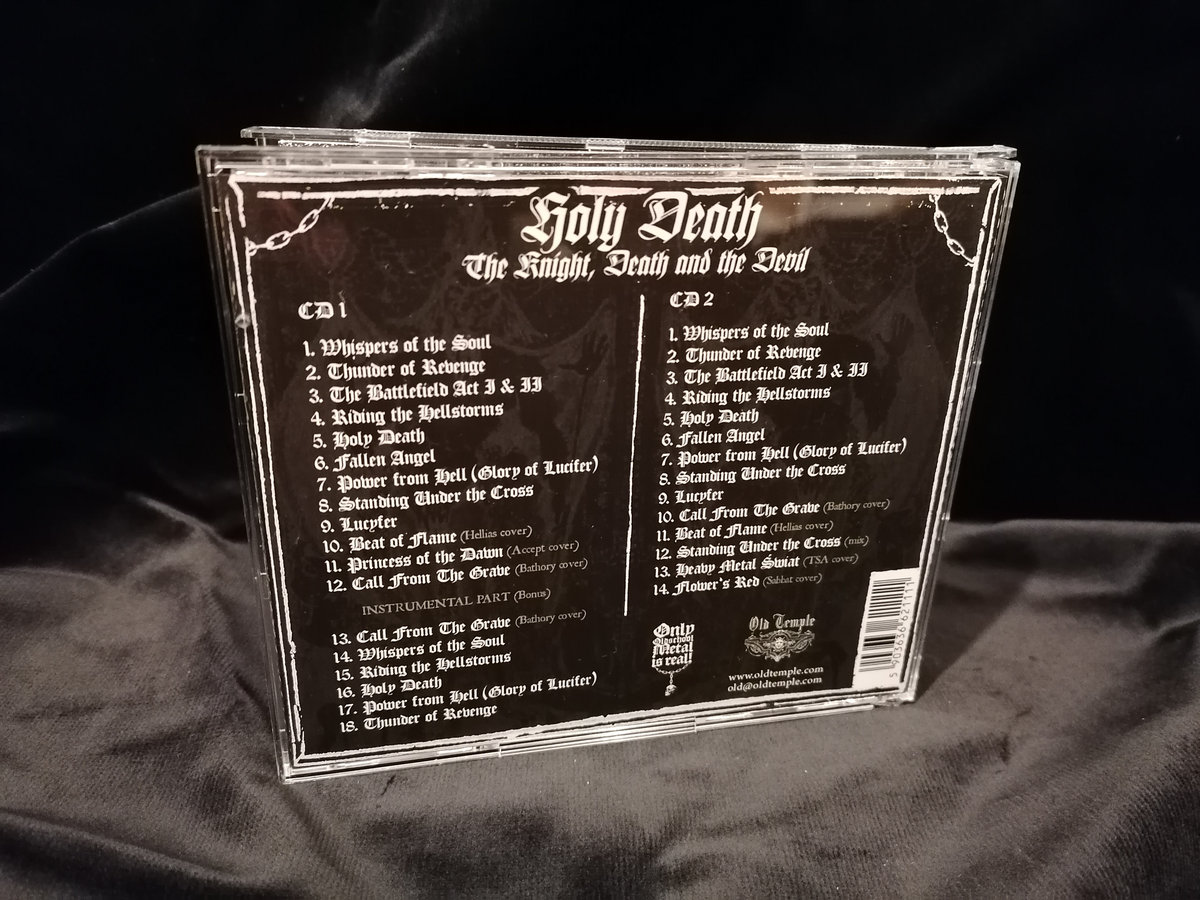 Holy Death
The Knight, Death and the Devil
CD 1
1. Whispers of the Soul
2. Thunder of Revenge
3. The Battlefield Act I & II
4. Riding the Hellstorms
5. Holy Death
6. Fallen Angel
7. Power from Hell (Glory of Lucifer)
8. Standing Under the Cross
9. Lucyfer
10. Beat of Flame (Hellias cover)
11. Princess of the Dawn (Accept cover)
12. Call From The Grave (Bathory cover)
INSTRUMENTAL PART (Bonus)
13. Call From The Grave (Bathory cover)
14. Whispers of the Soul
15. Riding the Hellstorms
16. Holy Death
17. Power from Hell (Glory of Lucifer)
18. Thunder of Revenge
CD 2
1. Whispers of the Soul
2. Thunder of Revenge
3. The Battlefield Act I & II
4. Riding the Hellstorms
5. Holy Death
6. Fallen Angel
7. Power from Hell (Glory of Lucifer)
8. Standing Under the Cross
9. Lucyfer
10. Call From The Grave (Bathory cover)
11. Beat of Flame (Hellias cover)
12. Standing Under the Cross (mix)
13. Heavy Metal Świat (TSA cover)
14. Flower's Red (Sabbat cover)
Only
Oldschool
Metal
is real!
Old Temple
www.oldtemple.com
old@oldtemple.com
5 903636 621111